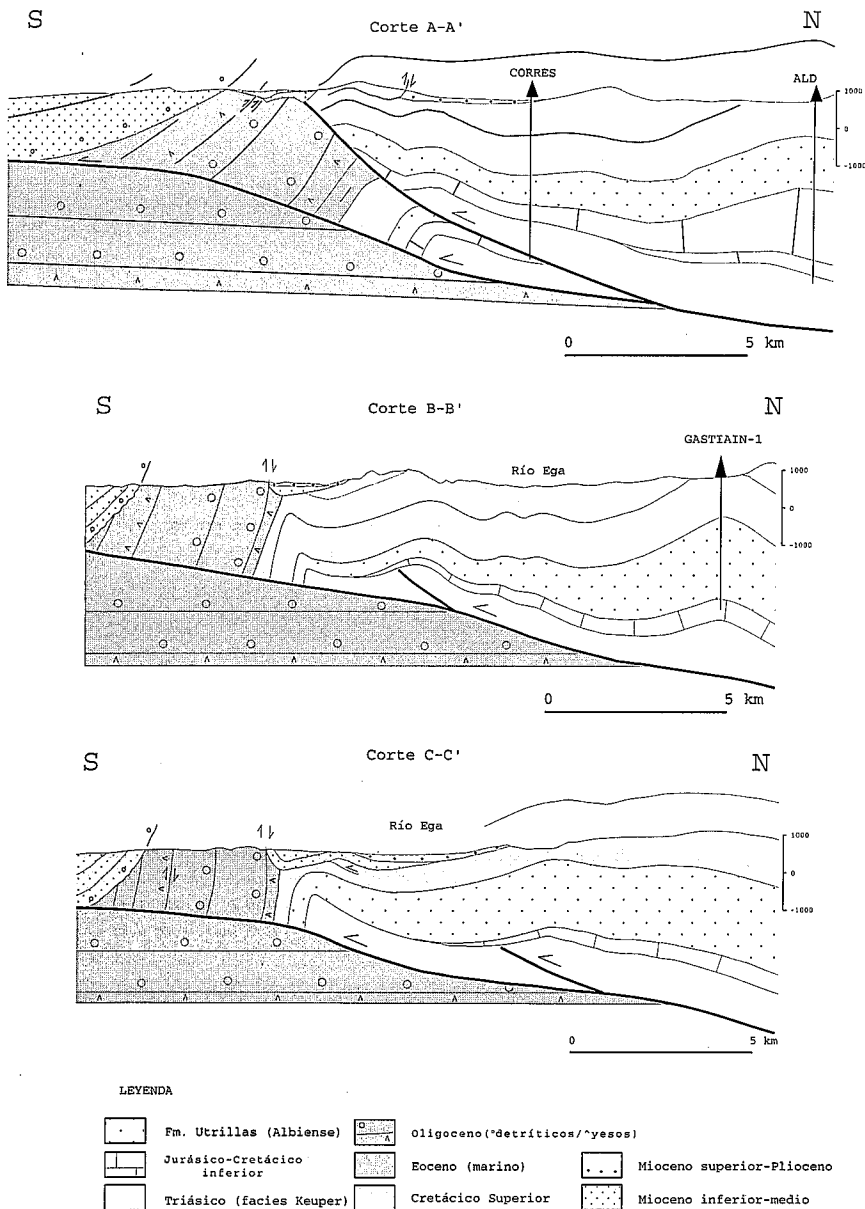 S
Corte A-A'
N
CORRES
ALD
1000
0
-1000
0
5 km
S
Corte B-B'
N
GASTIAIN-1
Río Ega
1000
0
-1000
0
5 km
S
Corte C-C'
N
Río Ega
1000
0
-1000
0
5 km
LEYENDA
Fm. Utrillas (Albiense)
Oligoceno(°detríticos/^yesos)
Jurásico-Cretácico
inferior
Eoceno (marino)
Mioceno superior-Plioceno
Triásico (facies Keuper)
Cretácico Superior
Mioceno inferior-medio